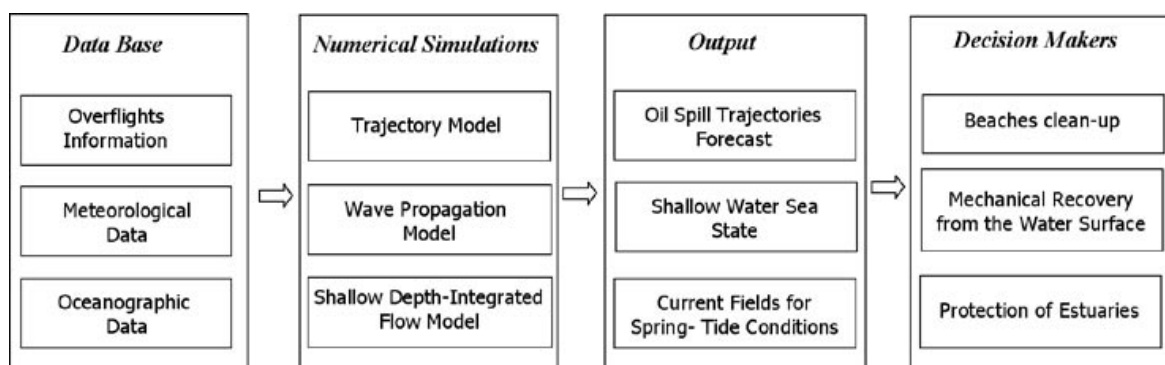 Data Base
Overflights
Information
Meteorological
Data
Oceanographic
Data
Numerical Simulations
Trajectory Model
Wave Propagation
Model
Shallow Depth-Integrated
Flow Model
Output
Oil Spill Trajectories
Forecast
Shallow Water Sea
State
Current Fields for
Spring- Tide Conditions
Decision Makers
Beaches clean-up
Mechanical Recovery
from the Water Surface
Protection of Estuaries